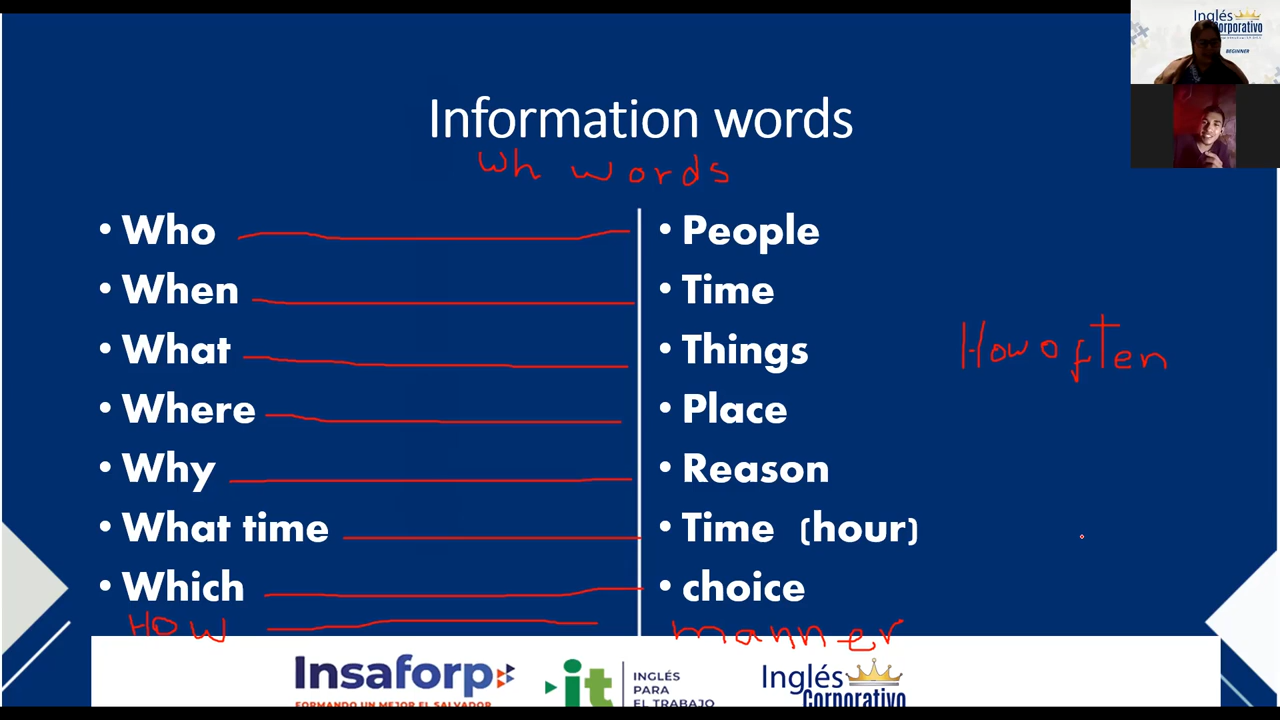 Inglés
Corporativo
BEGINNER
Information words
Wh words
• Who
• People
• When
• Time
• What
• Things
How often
• Where
• Place
• Why
• Reason
• What time
• Time (hour)
• Which
• choice
HOW
manner
Insaforp
FORMANDO UN MEJOR EL SALVADOR
it
INGLÉS
PARA
EL TRABAJO
Inglés
Corporativo